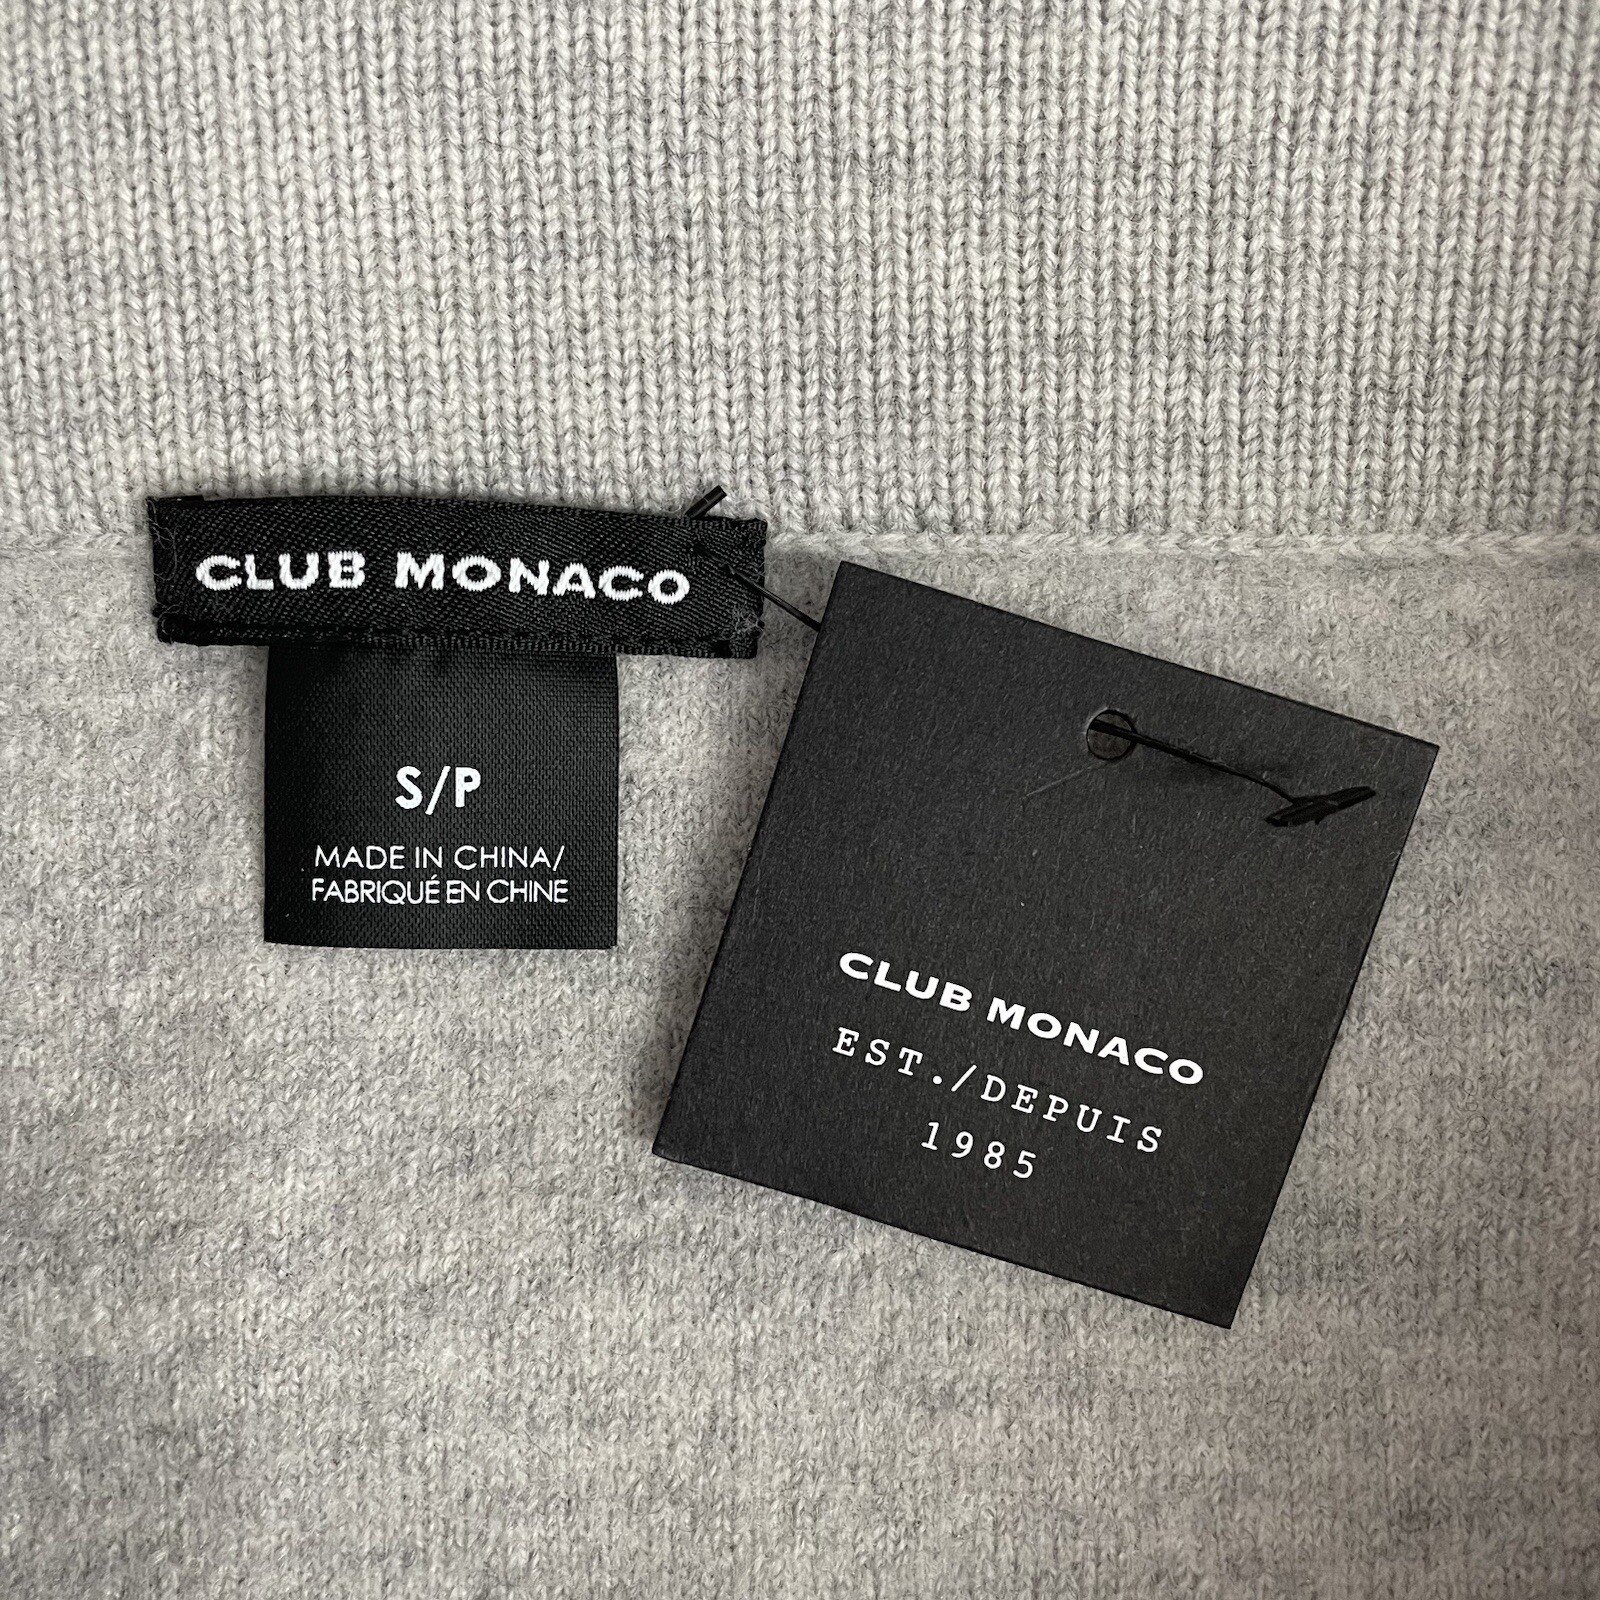 CLUB MONACO
S/P
MADE IN CHINA/
FABRIQUÉ EN CHINE
CLUB MONACO
EST./DEPUIS
1985